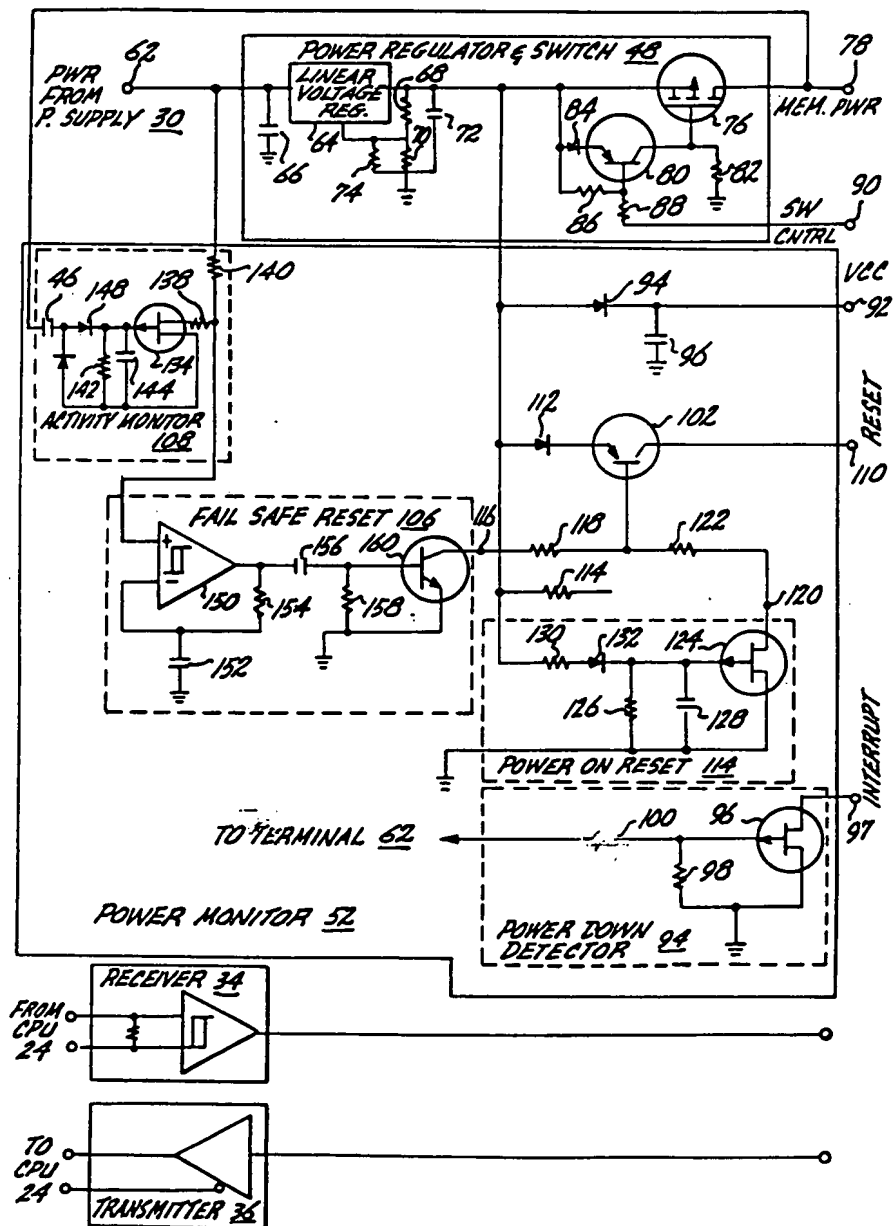 62
PWR
FROM
P. SUPPLY 30
POWER REGULATOR & SWITCH 48
LINEAR
VOLTAGE
REG.
64
66
68
70
72
74
76
78
MEM. PWR
80
82
84
86
88
90
SW
CNTRL
VCC
92
94
96
46
148
138
140
142
144
134
ACTIVITY MONITOR
108
112
102
RESET
110
FAIL SAFE RESET 106
116
118
122
114
120
150
156
160
154
158
152
130
132
124
126
128
POWER ON RESET 114
INTERRUPT
97
TO TERMINAL 62
100
96
98
POWER DOWN
DETECTOR 94
POWER MONITOR 52
RECEIVER 34
FROM
CPU
24
TO
CPU
24
TRANSMITTER 36